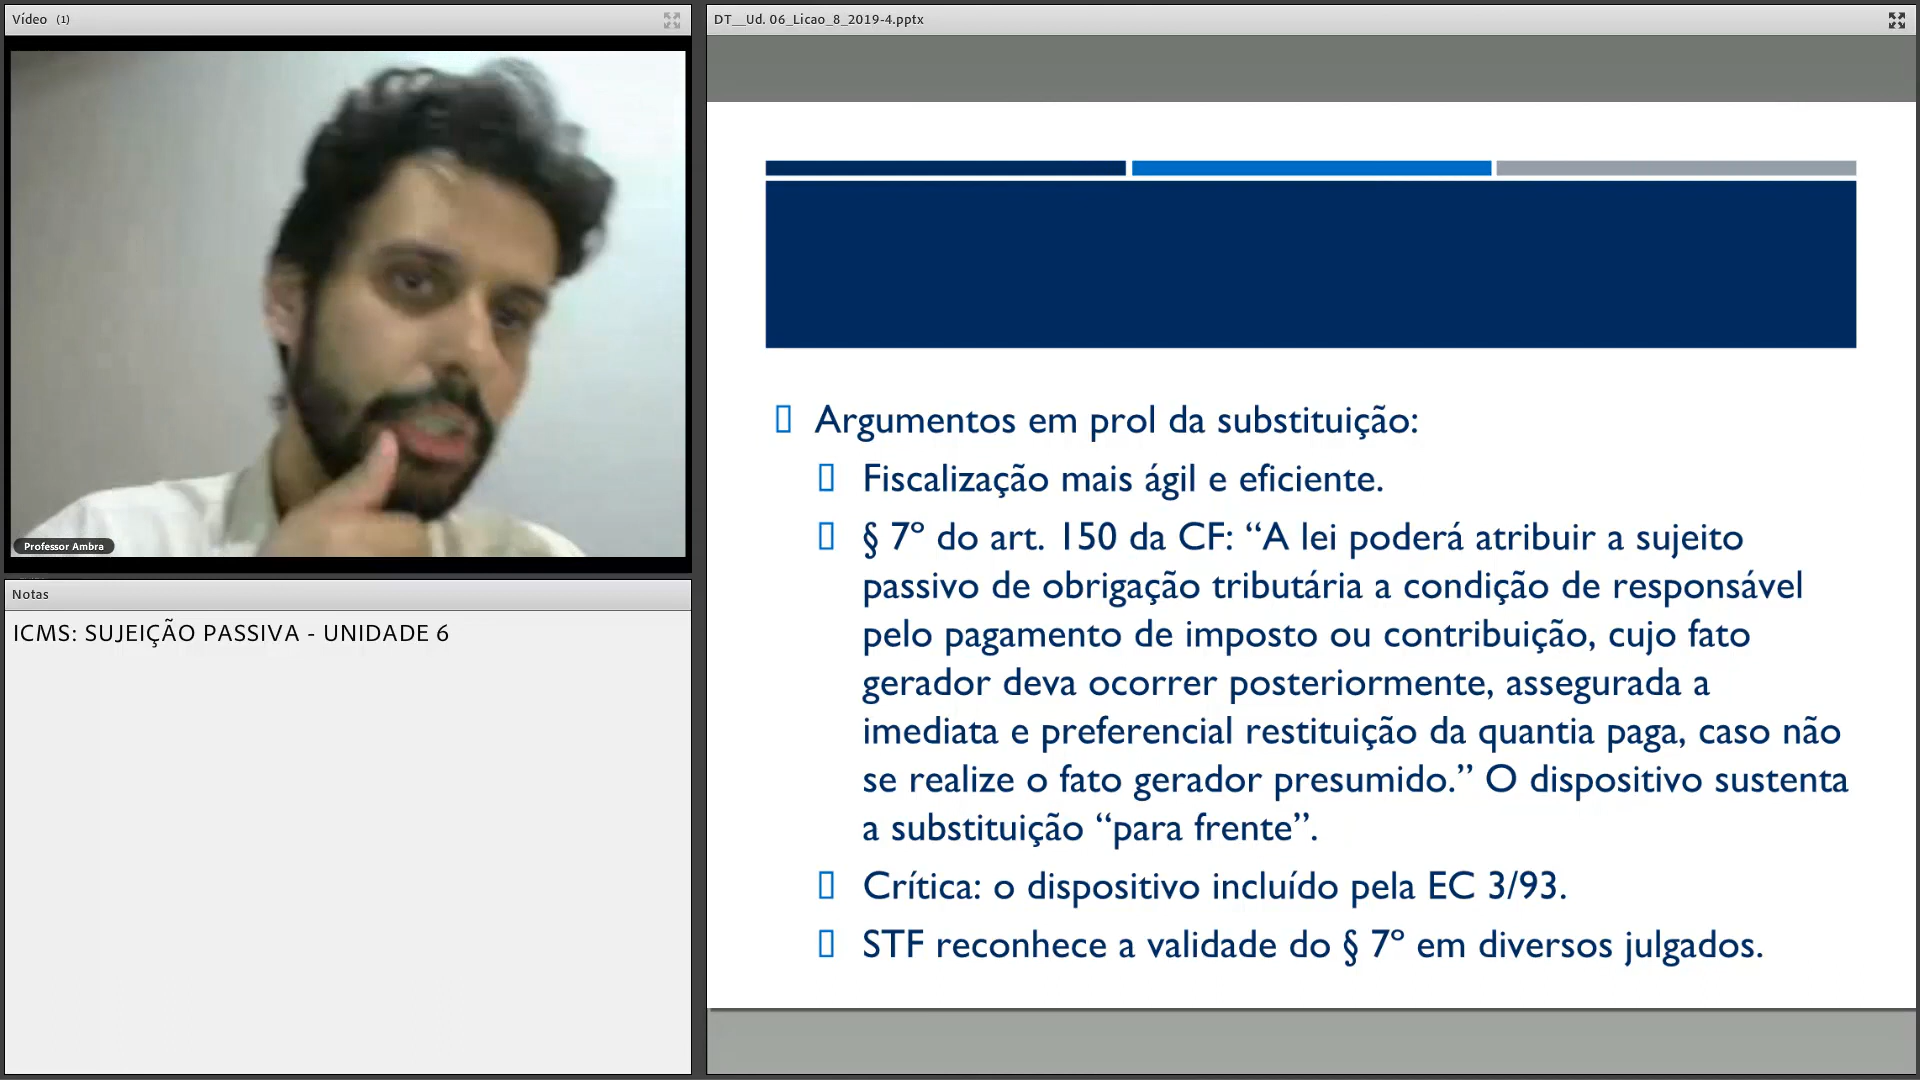 Vídeo (1)
Professor Ambra
Notas
ICMS: SUJEIÇÃO PASSIVA - UNIDADE 6
DT__Ud. 06_Licao_8_2019-4.pptx
Argumentos em prol da substituição:
Fiscalização mais ágil e eficiente.
§ 7º do art. 150 da CF: “A lei poderá atribuir a sujeito
passivo de obrigação tributária a condição de responsável
pelo pagamento de imposto ou contribuição, cujo fato
gerador deva ocorrer posteriormente, assegurada a
imediata e preferencial restituição da quantia paga, caso não
se realize o fato gerador presumido.” O dispositivo sustenta
a substituição “para frente”.
Crítica: o dispositivo incluído pela EC 3/93.
STF reconhece a validade do § 7º em diversos julgados.